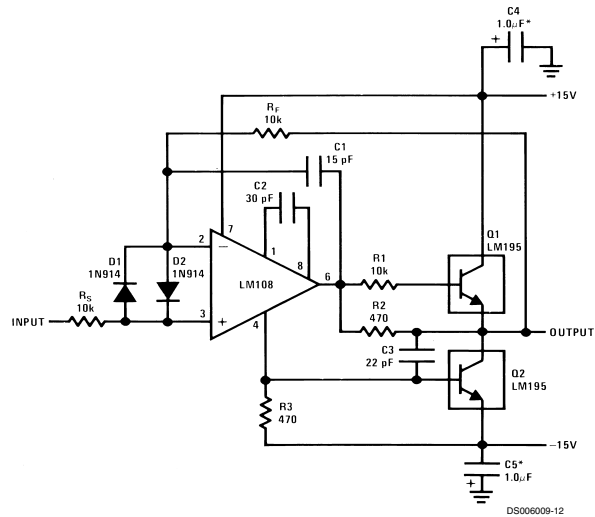 C4
1.0μF*
+
+15V
RF
10k
C1
15 pF
C2
30 pF
7
Q1
LM195
D1
1N914
D2
1N914
2
−
1
8
6
R1
10k
LM108
RS
10k
INPUT
3
+
4
R2
470
OUTPUT
C3
22 pF
Q2
LM195
R3
470
−15V
C5*
1.0μF
+
DS006009-12